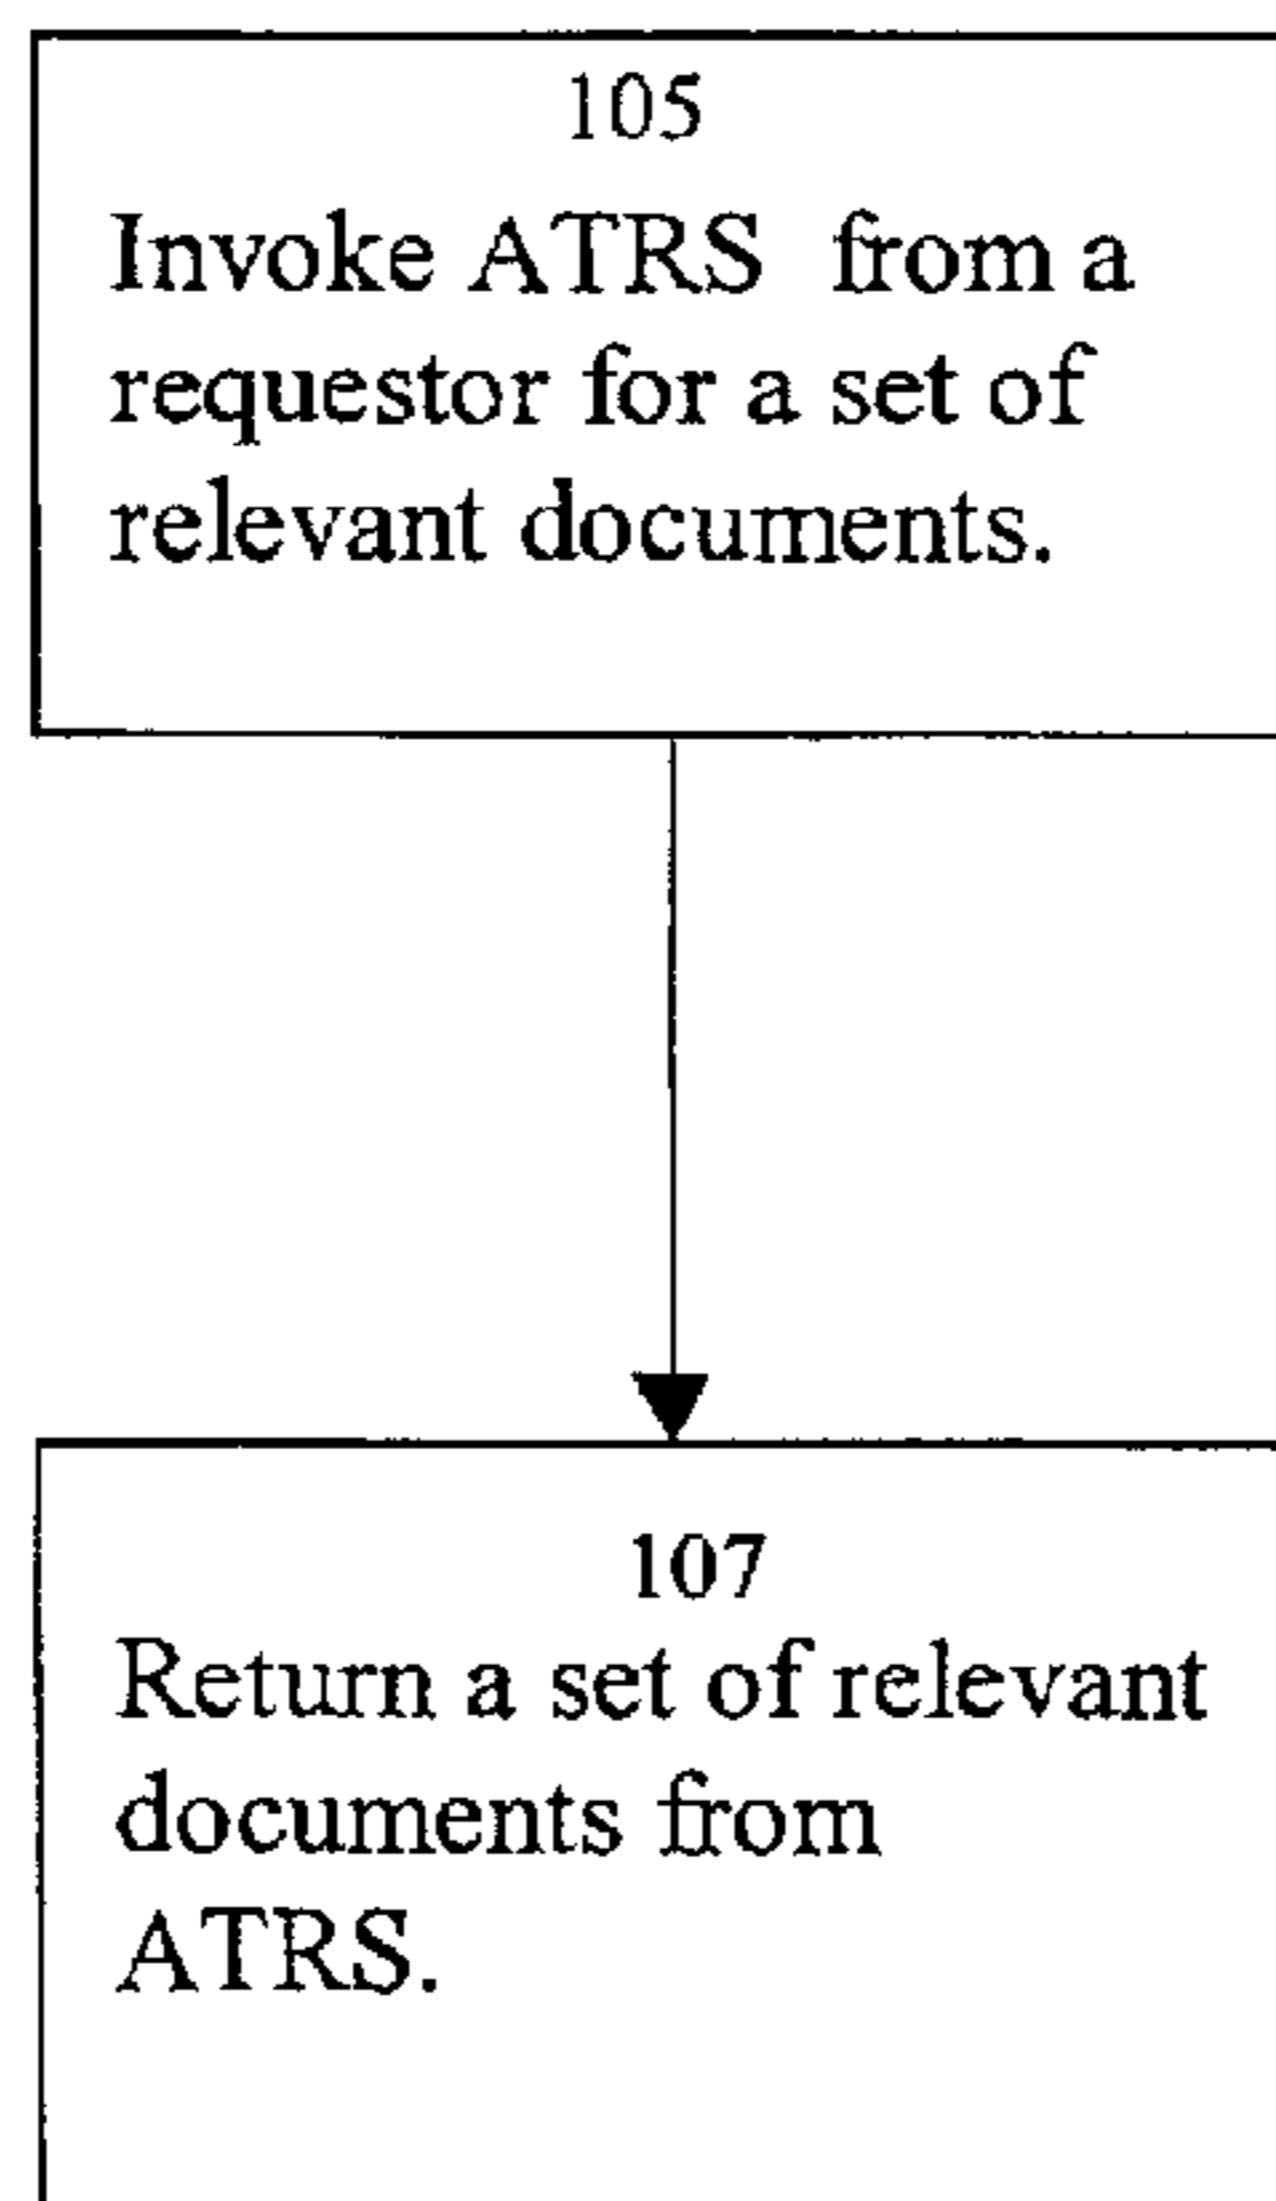 105
Invoke ATRS from a
requestor for a set of
relevant documents.
107
Return a set of relevant
documents from
ATRS.